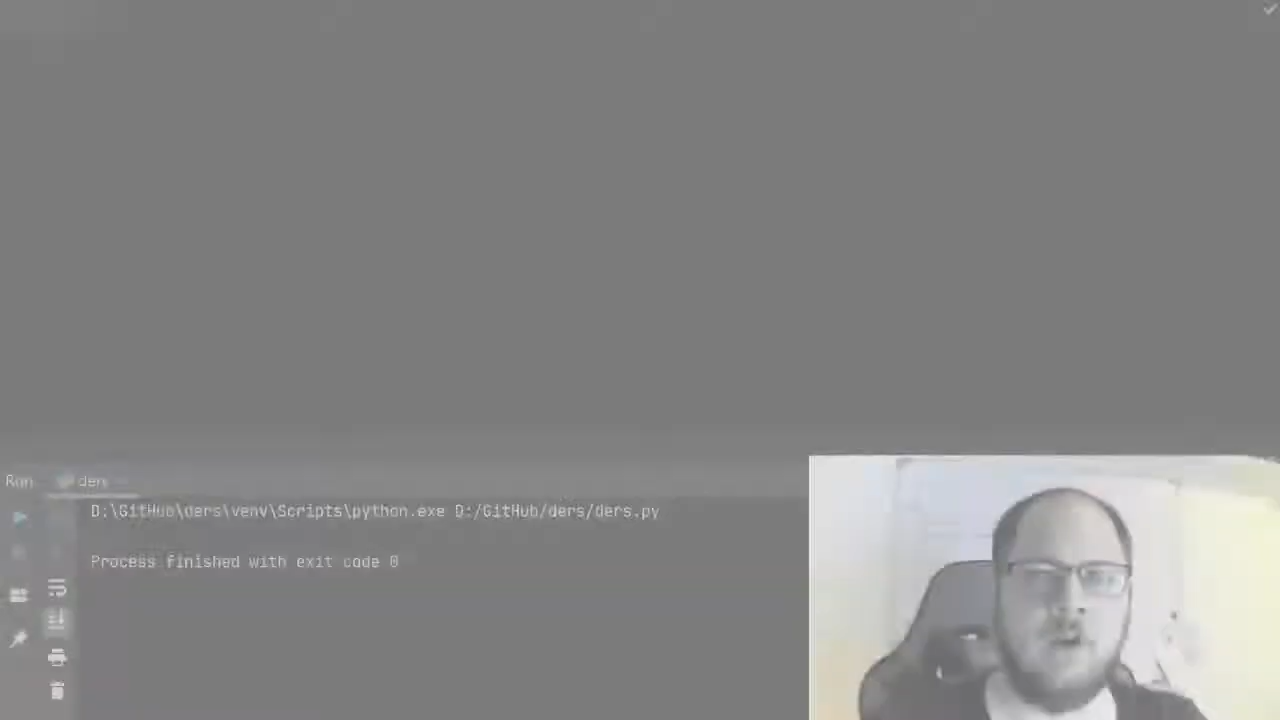 Run
ders
D:\GitHub\ders\venv\Scripts\python.exe D:/GitHub/ders/ders.py
Process finished with exit code 0